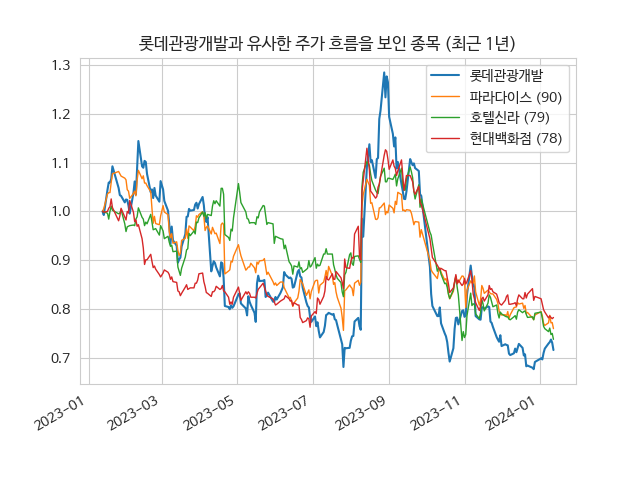 롯데관광개발과 유사한 주가 흐름을 보인 종목 (최근 1년)
롯데관광개발
파라다이스 (90)
호텔신라 (79)
현대백화점 (78)
1.3
1.2
1.1
1.0
0.9
0.8
0.7
2023-01
2023-03
2023-05
2023-07
2023-09
2023-11
2024-01